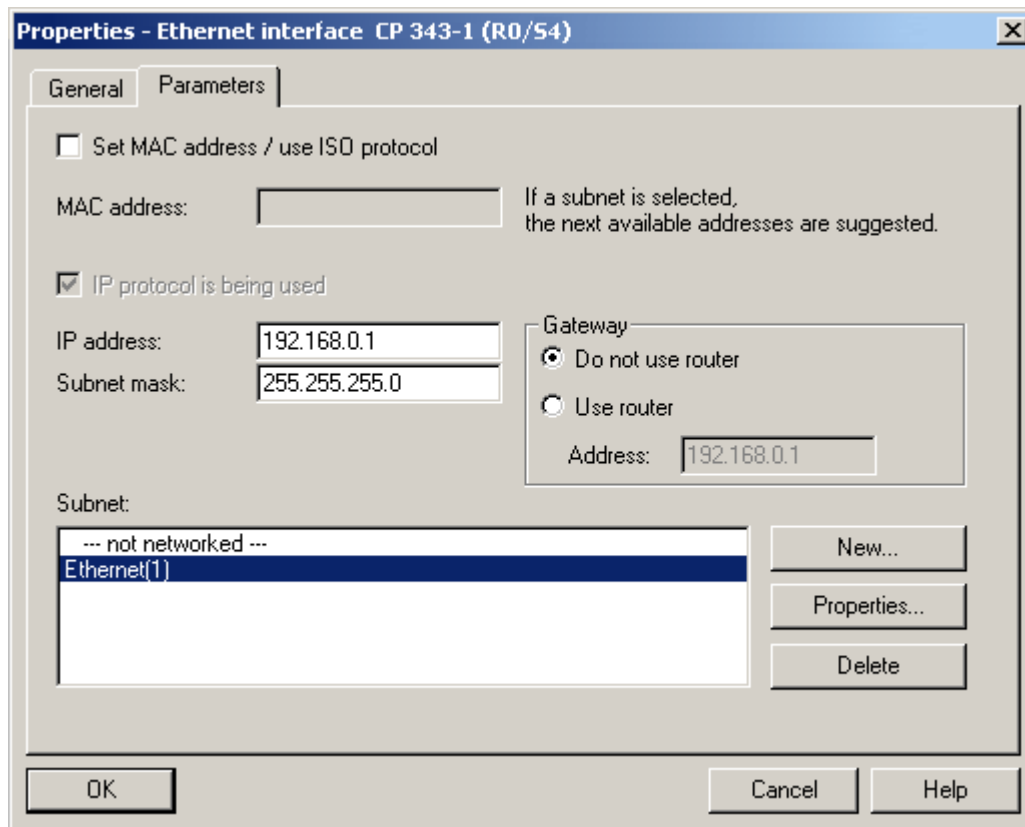 Properties - Ethernet interface CP 343-1 (R0/S4)
General
Parameters
Set MAC address / use ISO protocol
MAC address:
If a subnet is selected,
the next available addresses are suggested.
IP protocol is being used
IP address:
192.168.0.1
Subnet mask:
255.255.255.0
Gateway
Do not use router
Use router
Address:
192.168.0.1
Subnet:
--- not networked ---
Ethernet(1)
New...
Properties...
Delete
OK
Cancel
Help